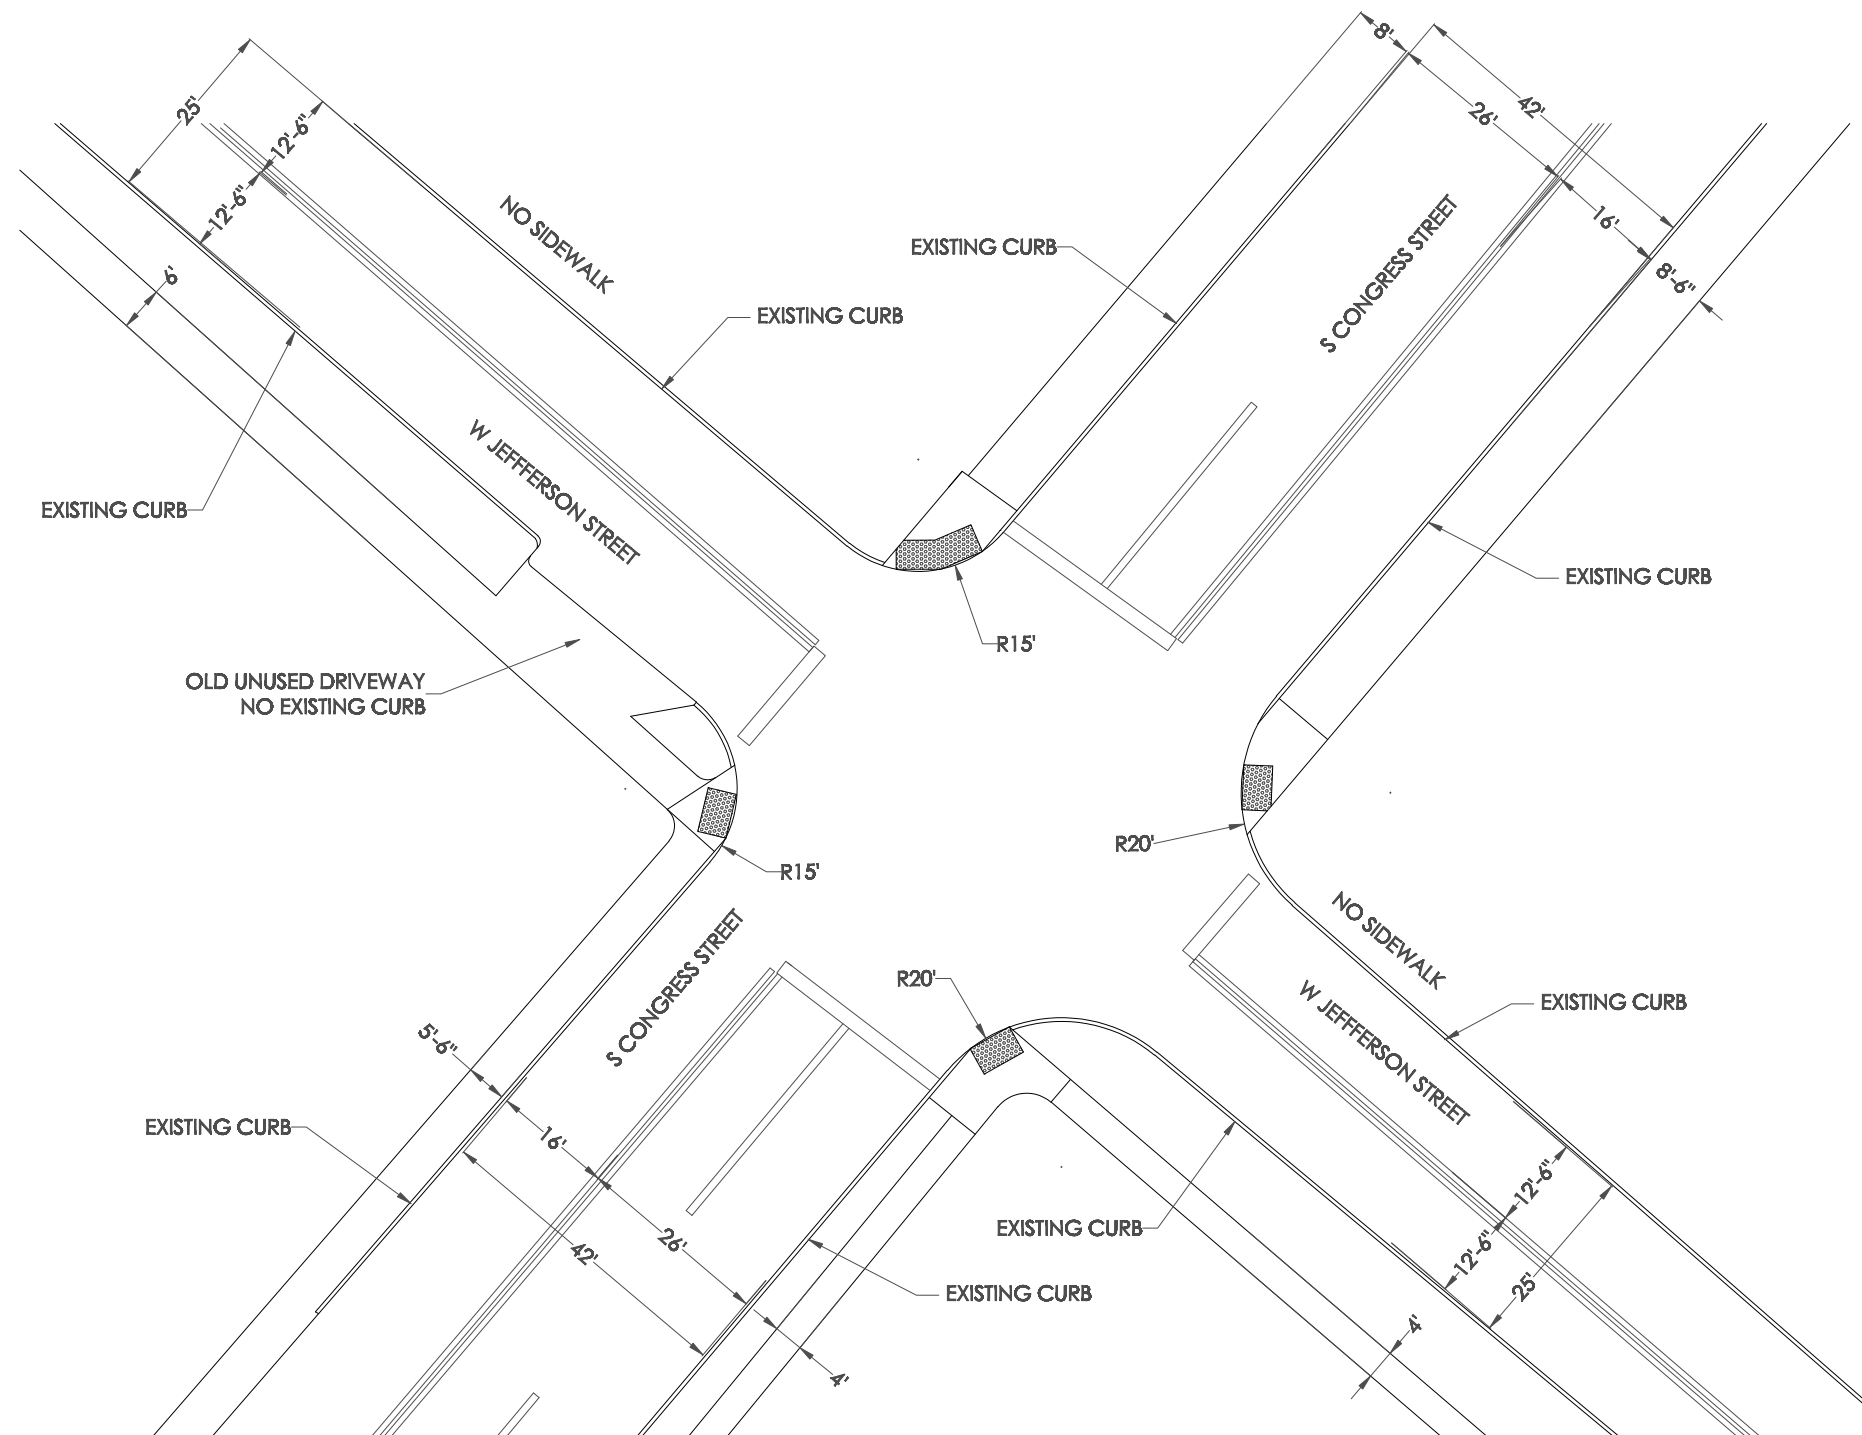 8'
42'
26'
25'
12'-6"
12'-6"
16'
8'-6"
6'
NO SIDEWALK
EXISTING CURB
S CONGRESS STREET
EXISTING CURB
W JEFFFERSON STREET
EXISTING CURB
EXISTING CURB
R15'
OLD UNUSED DRIVEWAY
NO EXISTING CURB
R20'
R15'
NO SIDEWALK
S CONGRESS STREET
R20'
EXISTING CURB
W JEFFFERSON STREET
5'-6"
EXISTING CURB
16'
12'-6"
EXISTING CURB
26'
42'
12'-6"
25'
EXISTING CURB
4'
4'